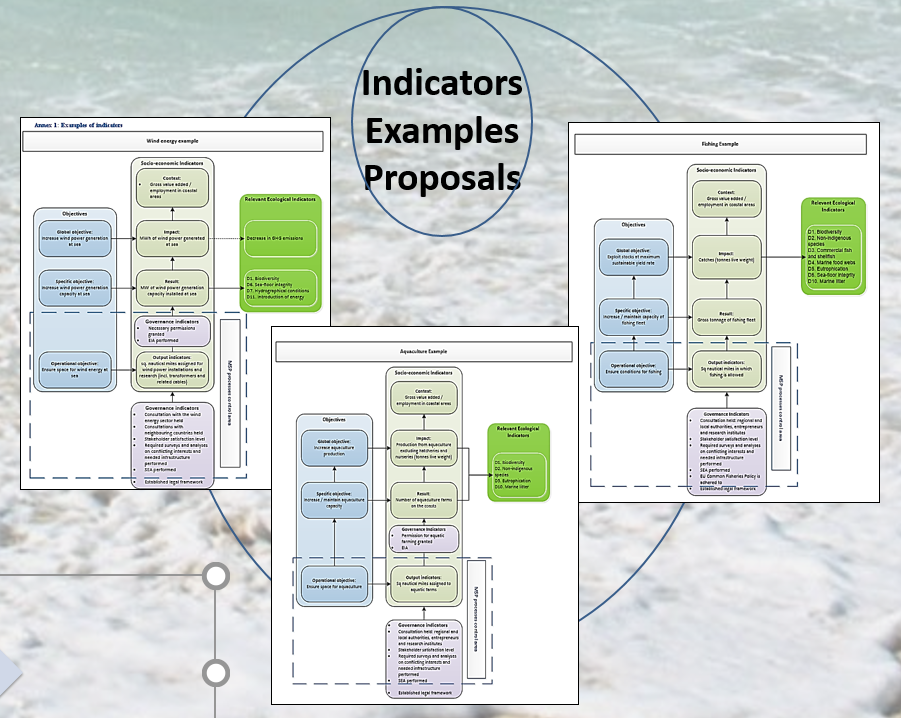 Indicators
Examples
Proposals
Annex 1: Examples of indicators
Wind energy example
Socio-economic Indicators
Context:
Gross value added /
employment in coastal
areas
Objectives
Global objective:
Increase wind power generation
at sea
Impact:
MWh of wind power generated
at sea
Relevant Ecological Indicators
Decrease in GHG emissions
Specific objective:
Increase wind power generation
capacity at sea
Result:
MW of wind power generation
capacity installed at sea
D1. Biodiversity
D6. Sea-floor integrity
D7. Hydrographical conditions
D11. Introduction of energy
Governance indicators
Necessary permissions
granted
EIA performed
Operational objective:
Ensure space for wind energy at
sea
Output indicators:
sq. nautical miles assigned for
wind power installations and
research (incl. transformers and
related cables)
MSP processes control area
Governance indicators
Consultation with the wind
energy sector held
Consultations with
neighbouring countries held
Stakeholder satisfaction level
Required surveys and analyses
on conflicting interests and
needed infrastructure
performed
SEA performed
Established legal framework
Fishing Example
Socio-economic Indicators
Context:
Gross value added /
employment in coastal areas
Objectives
Global objective:
Exploit stocks at maximum
sustainable yield rate
Impact:
Catches (tonnes live weight)
Relevant Ecological
Indicators
D1. Biodiversity
D2. Non-indigenous
species
D3. Commercial fish
and shellfish
D4. Marine food webs
D5. Eutrophication
D6. Sea-floor integrity
D10. Marine litter
Specific objective:
Increase / maintain capacity of
fishing fleet
Result:
Gross tonnage of fishing fleet
Operational objective:
Ensure conditions for fishing
Output indicators:
Sq nautical miles in which
fishing is allowed
MSP processes control area
Governance indicators
Consultation held: regional and
local authorities, entrepreneurs
and research institutes
Stakeholder satisfaction level
Required surveys and analyses
on conflicting interests and
needed infrastructure
performed
SEA performed
EU Common Fisheries Policy is
adhered to
Established legal framework
Aquaculture Example
Socio-economic Indicators
Context:
Gross value added /
employment in coastal areas
Objectives
Global objective:
Increase aquaculture
production
Impact:
Production from aquaculture
excluding hatcheries and
nurseries (tonnes live weight)
Relevant Ecological
Indicators
D1. Biodiversity
D2. Non-indigenous
species
D5. Eutrophication
D10. Marine litter
Specific objective:
Increase / maintain aquaculture
capacity
Result:
Number of aquaculture farms
on the coasts
Governance indicators
Permission for aquatic
farming granted
EIA
Operational objective:
Ensure space for aquaculture
Output indicators:
Sq nautical miles assigned to
aquatic farms
MSP processes control area
Governance indicators
Consultation held: regional and
local authorities, entrepreneurs
and research institutes
Stakeholder satisfaction level
Required surveys and analyses
on conflicting interests and
needed infrastructure
performed
SEA performed
Established legal framework